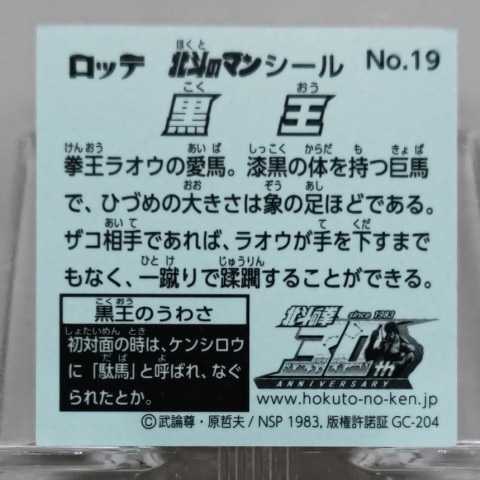 ロッテ 北斗のマンシール No.19
黒王
拳王ラオウの愛馬。漆黒の体を持つ巨馬
で、ひづめの大きさは象の足ほどである。
ザコ相手であれば、ラオウが手を下すまで
もなく、一蹴りで蹂躙することができる。
黒王のうわさ
初対面の時は、ケンシロウ
に「駄馬」と呼ばれ、なぐ
られたとか。
北斗の拳 since 1983
30th
ANNIVERSARY
www.hokuto-no-ken.jp
©武論尊・原哲夫/NSP 1983, 版権許諾証 GC-204